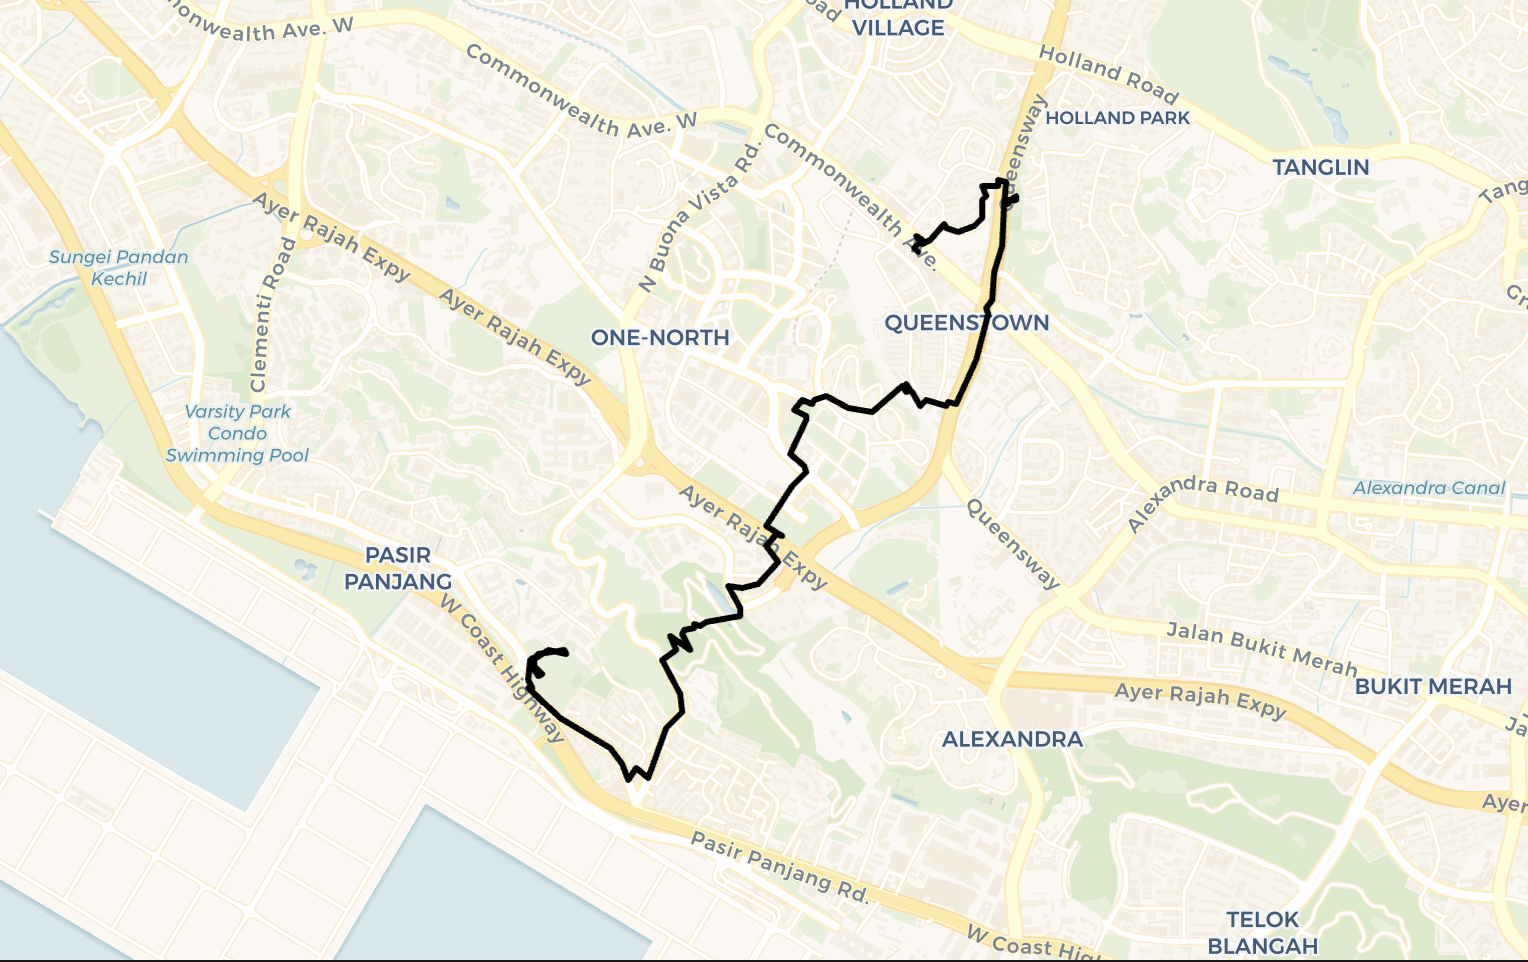 HOLLAND
VILLAGE
oad
nonwealth Ave. W
Commonwealth Ave. W
Holland Road
HOLLAND PARK
Queensway
Commonwealth Ave.
N Buona Vista Rd.
TANGLIN
Tang
Ayer Rajah Expy
Sungei Pandan
Kechil
Clementi Road
Ayer Rajah Expy
Gr
ONE-NORTH
QUEENSTOWN
Varsity Park
Condo
Swimming Pool
Ayer Rajah Expy
Alexandra Road
Alexandra Canal
Queensway
PASIR
PANJANG
W Coast Highway
Jalan Bukit Merah
BUKIT MERAH
Ayer Rajah Expy
Ja
ALEXANDRA
Ayer
Pasir Panjang Rd.
TELOK
BLANGAH
W Coast High